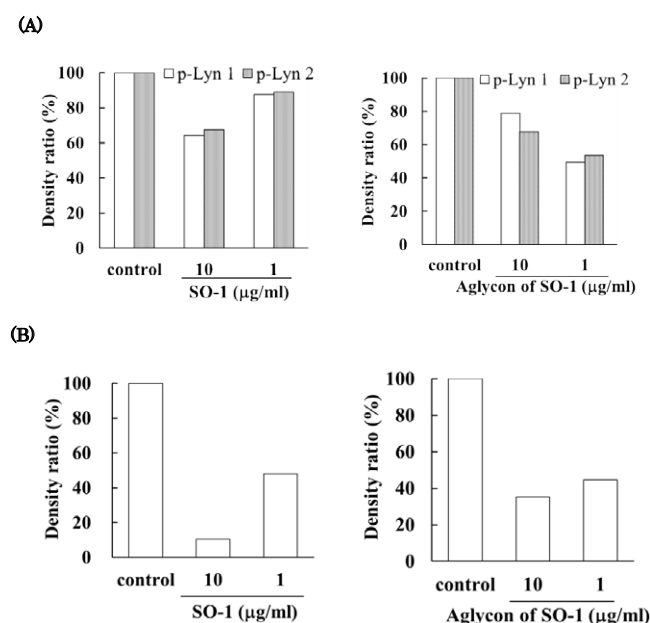 (A)
p-Lyn 1 p-Lyn 2
Density ratio (%)
100
80
60
40
20
0
control 10 1
SO-1 (μg/ml)
p-Lyn 1 p-Lyn 2
Density ratio (%)
100
80
60
40
20
0
control 10 1
Aglycon of SO-1 (μg/ml)
(B)
Density ratio (%)
100
80
60
40
20
0
control 10 1
SO-1 (μg/ml)
Density ratio (%)
100
80
60
40
20
0
control 10 1
Aglycon of SO-1 (μg/ml)